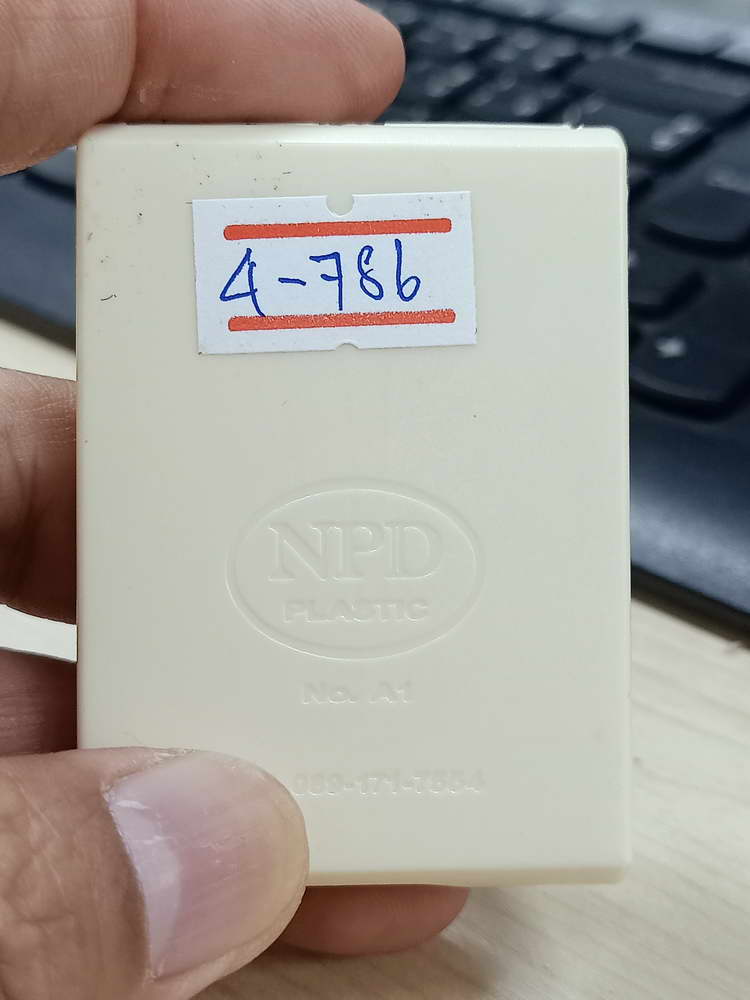 4-786
NPD
PLASTIC
No. A1